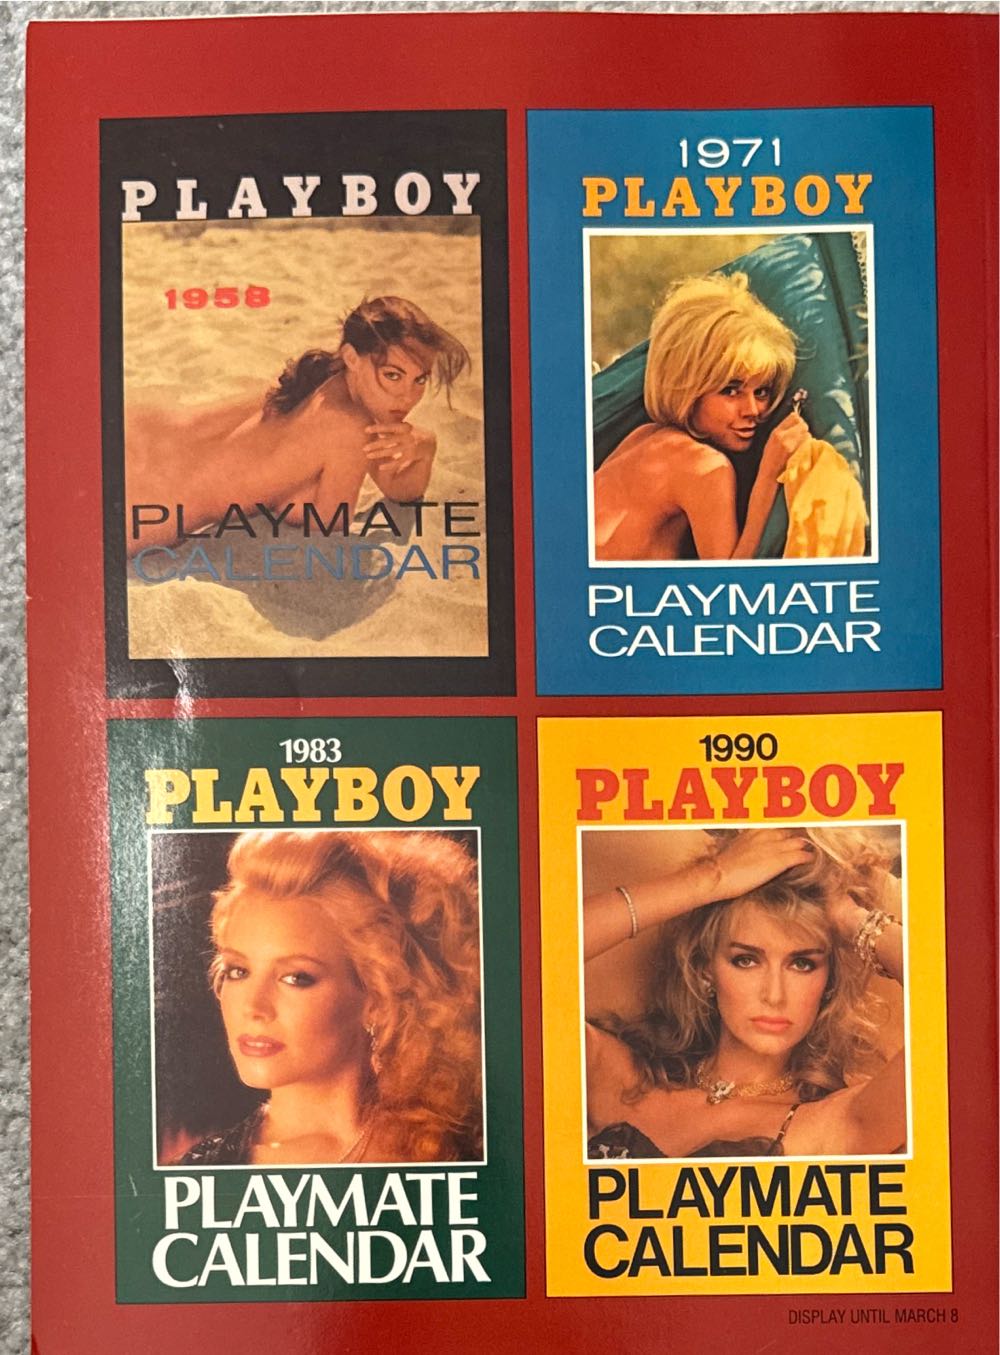 PLAYBOY
1958
PLAYMATE
CALENDAR
1971
PLAYBOY
PLAYMATE
CALENDAR
1983
PLAYBOY
PLAYMATE
CALENDAR
1990
PLAYBOY
PLAYMATE
CALENDAR
DISPLAY UNTIL MARCH 8